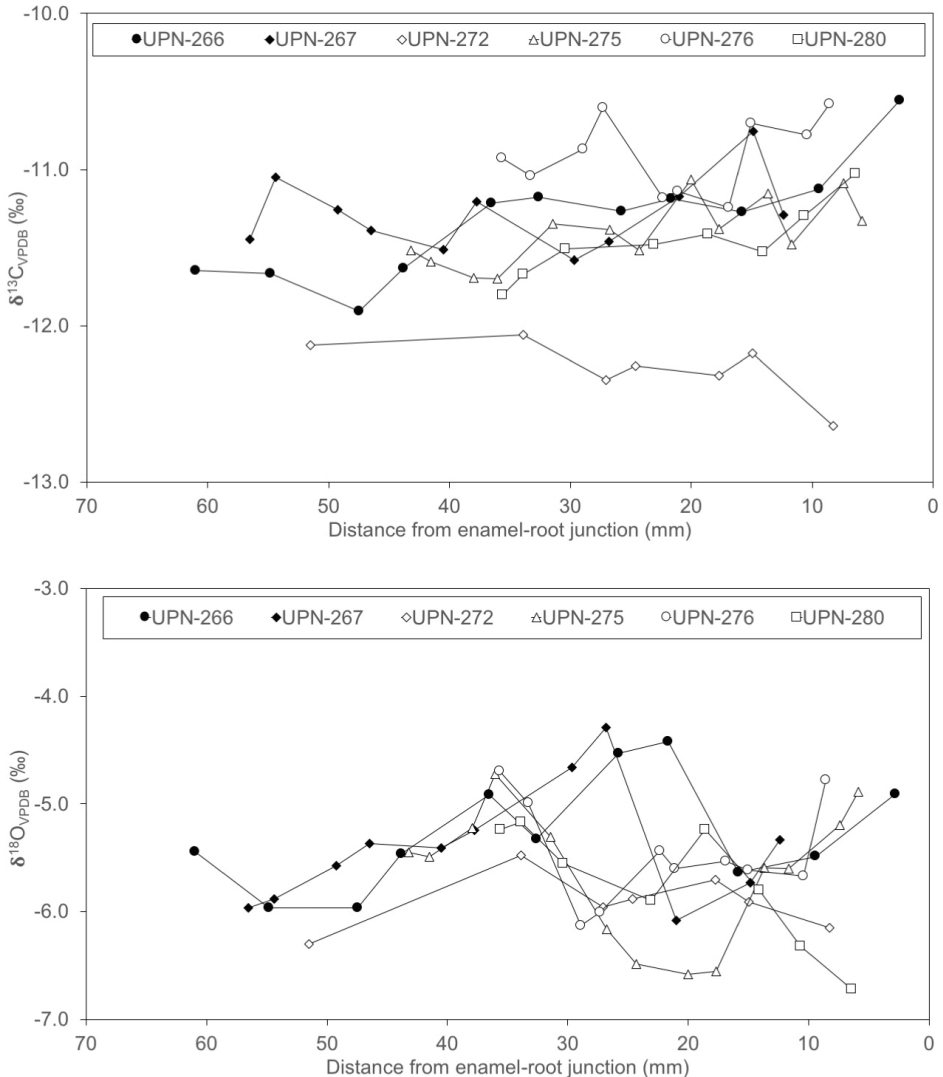 -10.0
UPN-266 UPN-267 UPN-272 UPN-275 UPN-276 UPN-280
-11.0
δ13CVPDB (‰)
-12.0
-13.0
70 60 50 40 30 20 10 0
Distance from enamel-root junction (mm)
-3.0
UPN-266 UPN-267 UPN-272 UPN-275 UPN-276 UPN-280
-4.0
δ18OVPDB (‰)
-5.0
-6.0
-7.0
70 60 50 40 30 20 10 0
Distance from enamel-root junction (mm)